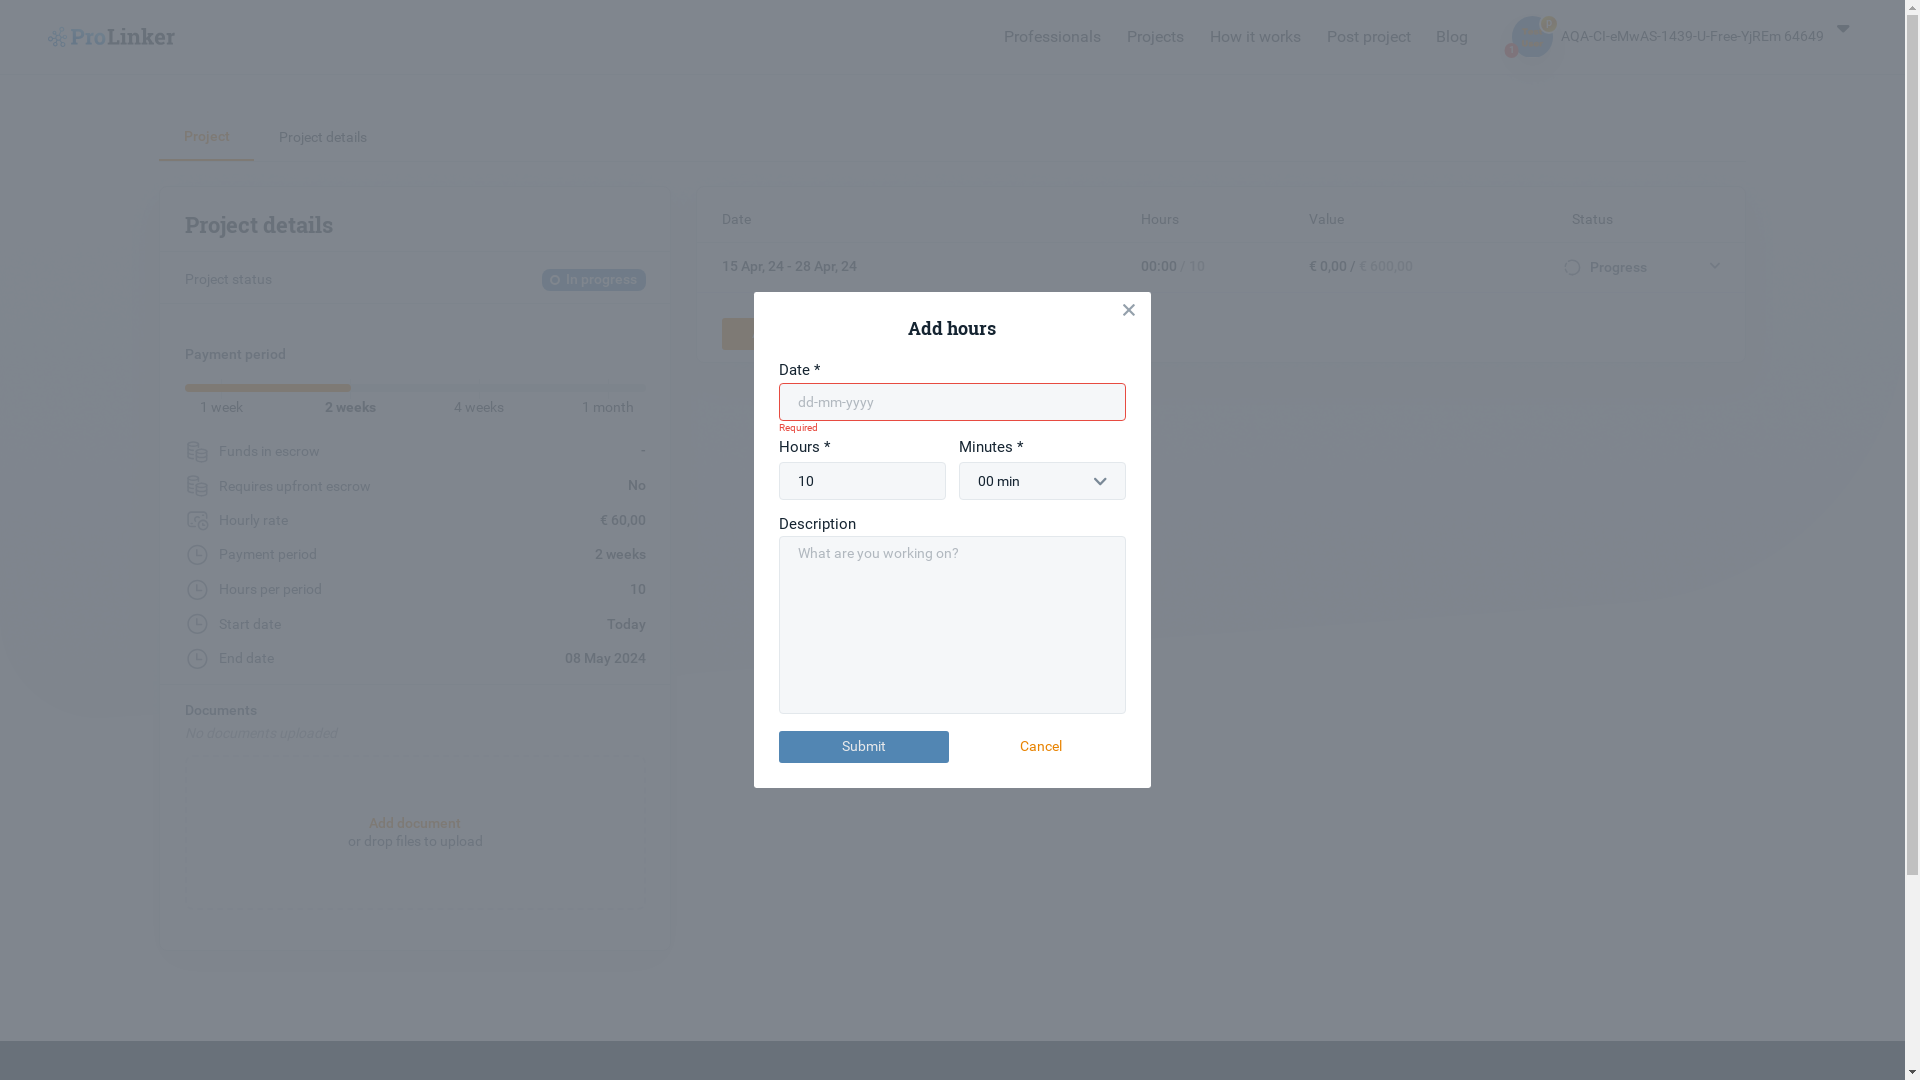 ProLinker
Professionals
Projects
How it works
Post project
Blog
AQA-CI-eMwAS-1439-U-Free-YjREm 64649
Project
Project details
Project details
Project status
In progress
Payment period
1 week
2 weeks
4 weeks
1 month
Funds in escrow
-
Requires upfront escrow
No
Hourly rate
€ 60,00
Payment period
2 weeks
Hours per period
10
Start date
Today
End date
08 May 2024
Documents
No documents uploaded
Add document
or drop files to upload
Date
Hours
Value
Status
15 Apr, 24 - 28 Apr, 24
00:00 / 10
€ 0,00 / € 600,00
Progress
Add hours
Date *
dd-mm-yyyy
Required
Hours *
Minutes *
10
00 min
Description
What are you working on?
Submit
Cancel